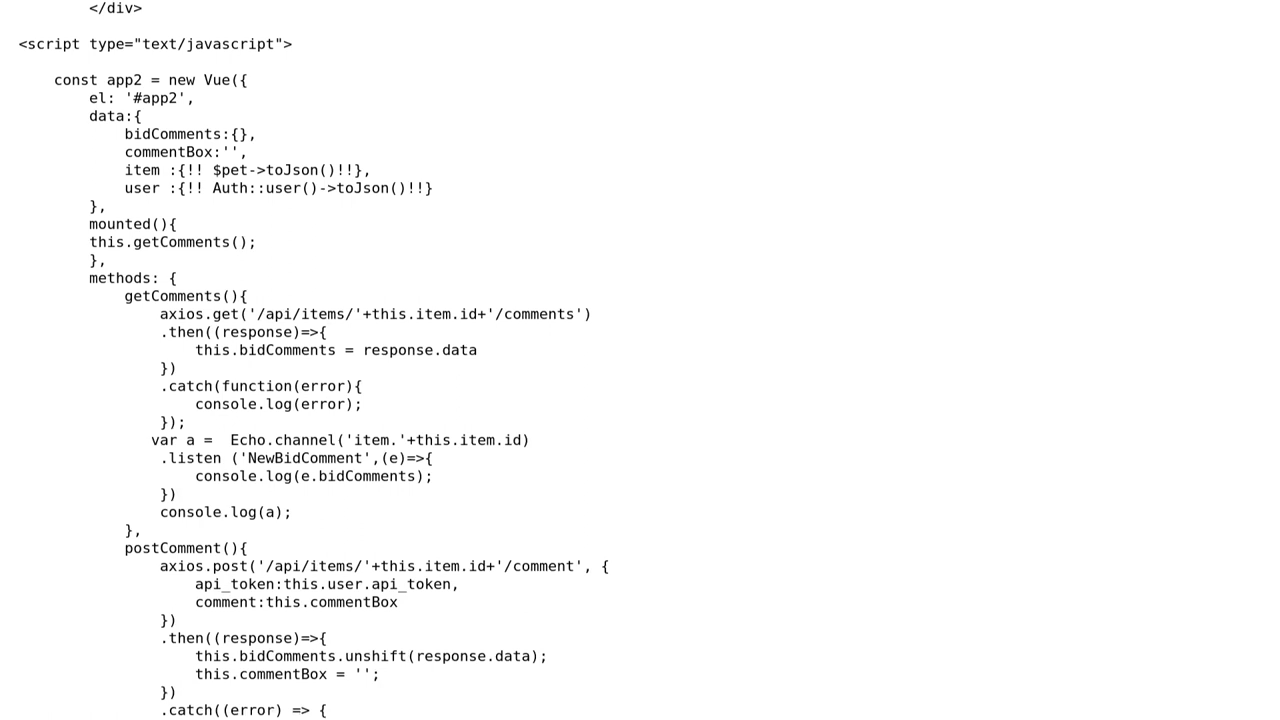 </div>

<script type="text/javascript">

    const app2 = new Vue({
        el: '#app2',
        data:{
            bidComments:{},
            commentBox:'',
            item :{!! $pet->toJson()!!},
            user :{!! Auth::user()->toJson()!!}
        },
        mounted(){
        this.getComments();
        },
        methods: {
            getComments(){
                axios.get('/api/items/'+this.item.id+'/comments')
                .then((response)=>{
                    this.bidComments = response.data
                })
                .catch(function(error){
                    console.log(error);
                });
               var a =  Echo.channel('item.'+this.item.id)
                .listen ('NewBidComment',(e)=>{
                    console.log(e.bidComments);
                })
                console.log(a);
            },
            postComment(){
                axios.post('/api/items/'+this.item.id+'/comment', {
                    api_token:this.user.api_token,
                    comment:this.commentBox
                })
                .then((response)=>{
                    this.bidComments.unshift(response.data);
                    this.commentBox = '';
                })
                .catch((error) => {